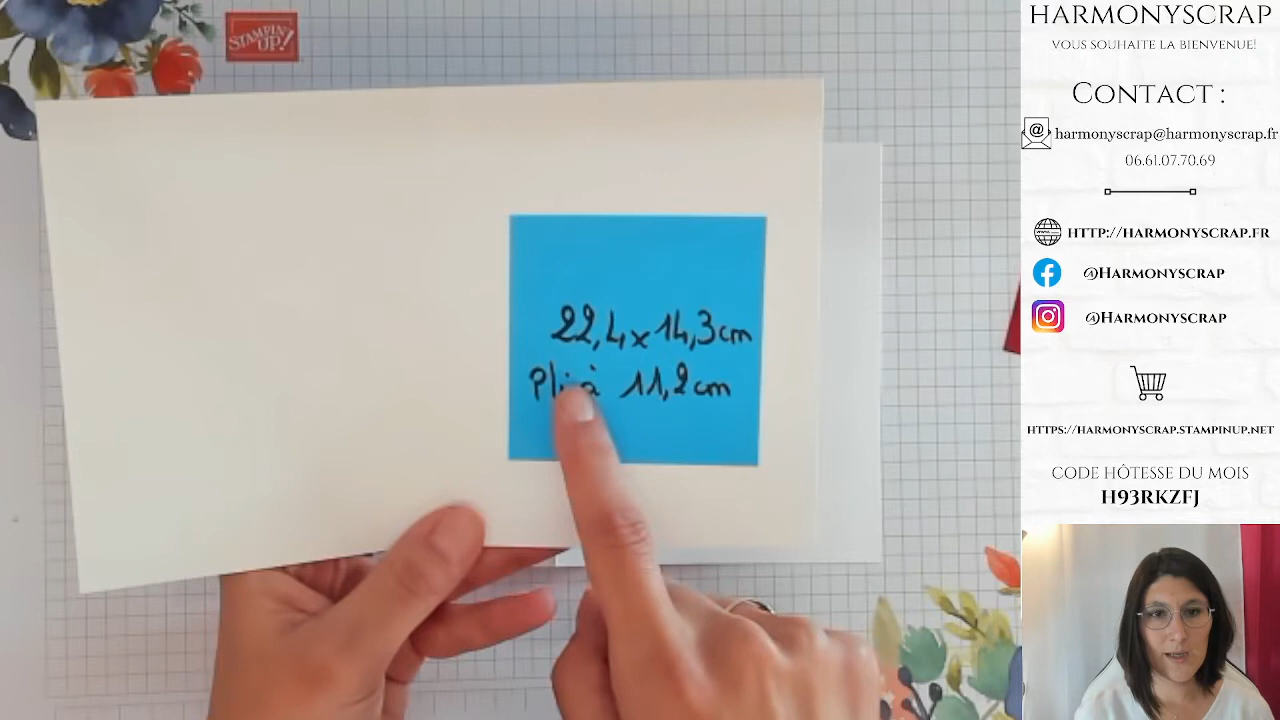 STAMPIN' UP!
22,4 x 14,3 cm
Pli à 11,2 cm
HARMONYSCRAP
VOUS SOUHAITE LA BIENVENUE!
CONTACT :
harmonyscrap@harmonyscrap.fr
06.61.07.70.69
HTTP://HARMONYSCRAP.FR
@HARMONYSCRAP
@HARMONYSCRAP
HTTPS://HARMONYSCRAP.STAMPINUP.NET
CODE HÔTESSE DU MOIS
H93RKZFJ